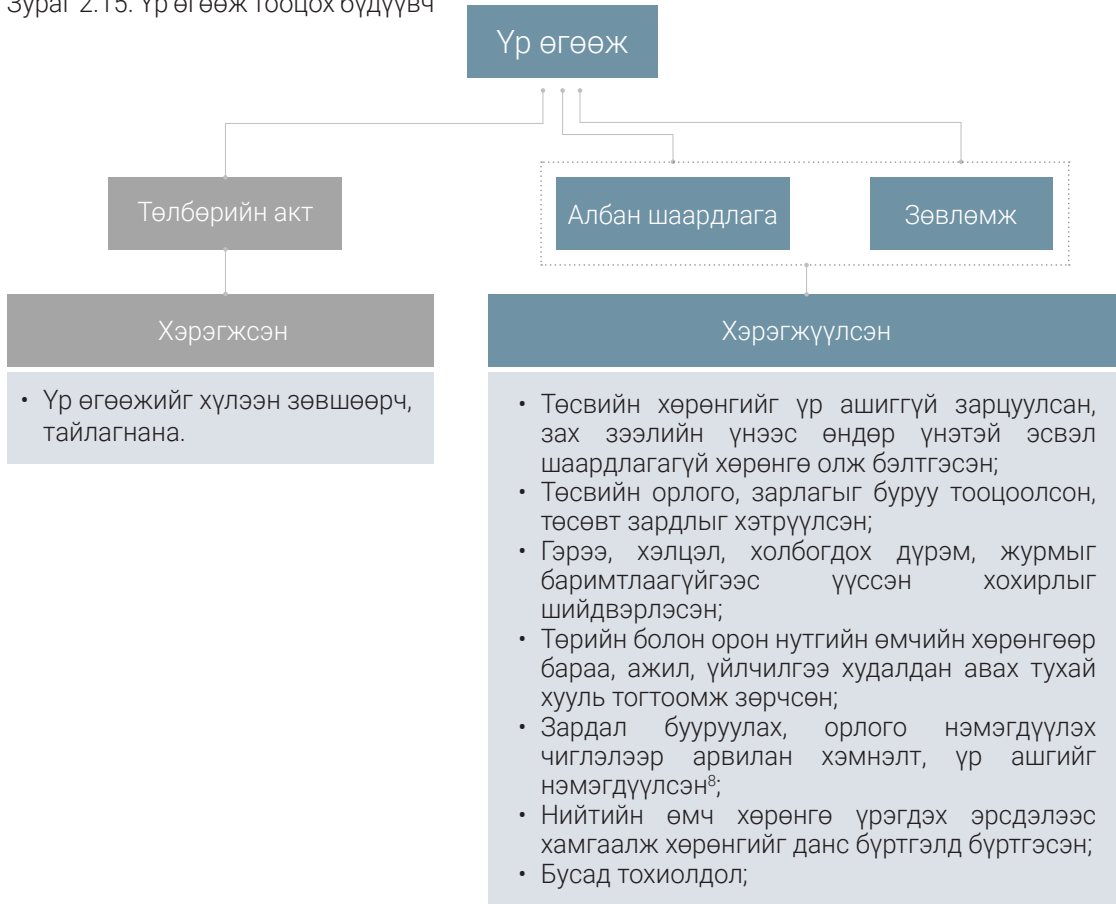 Зураг 2.15. Үр өгөөж тооцох бүдүүвч
Үр өгөөж
Төлбөрийн акт
Албан шаардлага
Зөвлөмж
Хэрэгжсэн
Хэрэгжүүлсэн
• Үр өгөөжийг хүлээн зөвшөөрч,
тайлагнана.
• Төсвийн хөрөнгийг үр ашиггүй зарцуулсан,
зах зээлийн үнээс өндөр үнэтэй эсвэл
шаардлагагүй хөрөнгө олж бэлтгэсэн;
• Төсвийн орлого, зарлагыг буруу тооцоолсон,
төсөвт зардлыг хэтрүүлсэн;
• Гэрээ, хэлцэл, холбогдох дүрэм, журмыг
баримтлаагүйгээс үүссэн хохирлыг
шийдвэрлэсэн;
• Төрийн болон орон нутгийн өмчийн хөрөнгөөр
бараа, ажил, үйлчилгээ худалдан авах тухай
хууль тогтоомж зөрчсөн;
• Зардал бууруулах, орлого нэмэгдүүлэх
чиглэлээр арвилан хэмнэлт, үр ашгийг
нэмэгдүүлсэн⁸;
• Нийтийн өмч хөрөнгө үрэгдэх эрсдэлээс
хамгаалж хөрөнгийг данс бүртгэлд бүртгэсэн;
• Бусад тохиолдол;